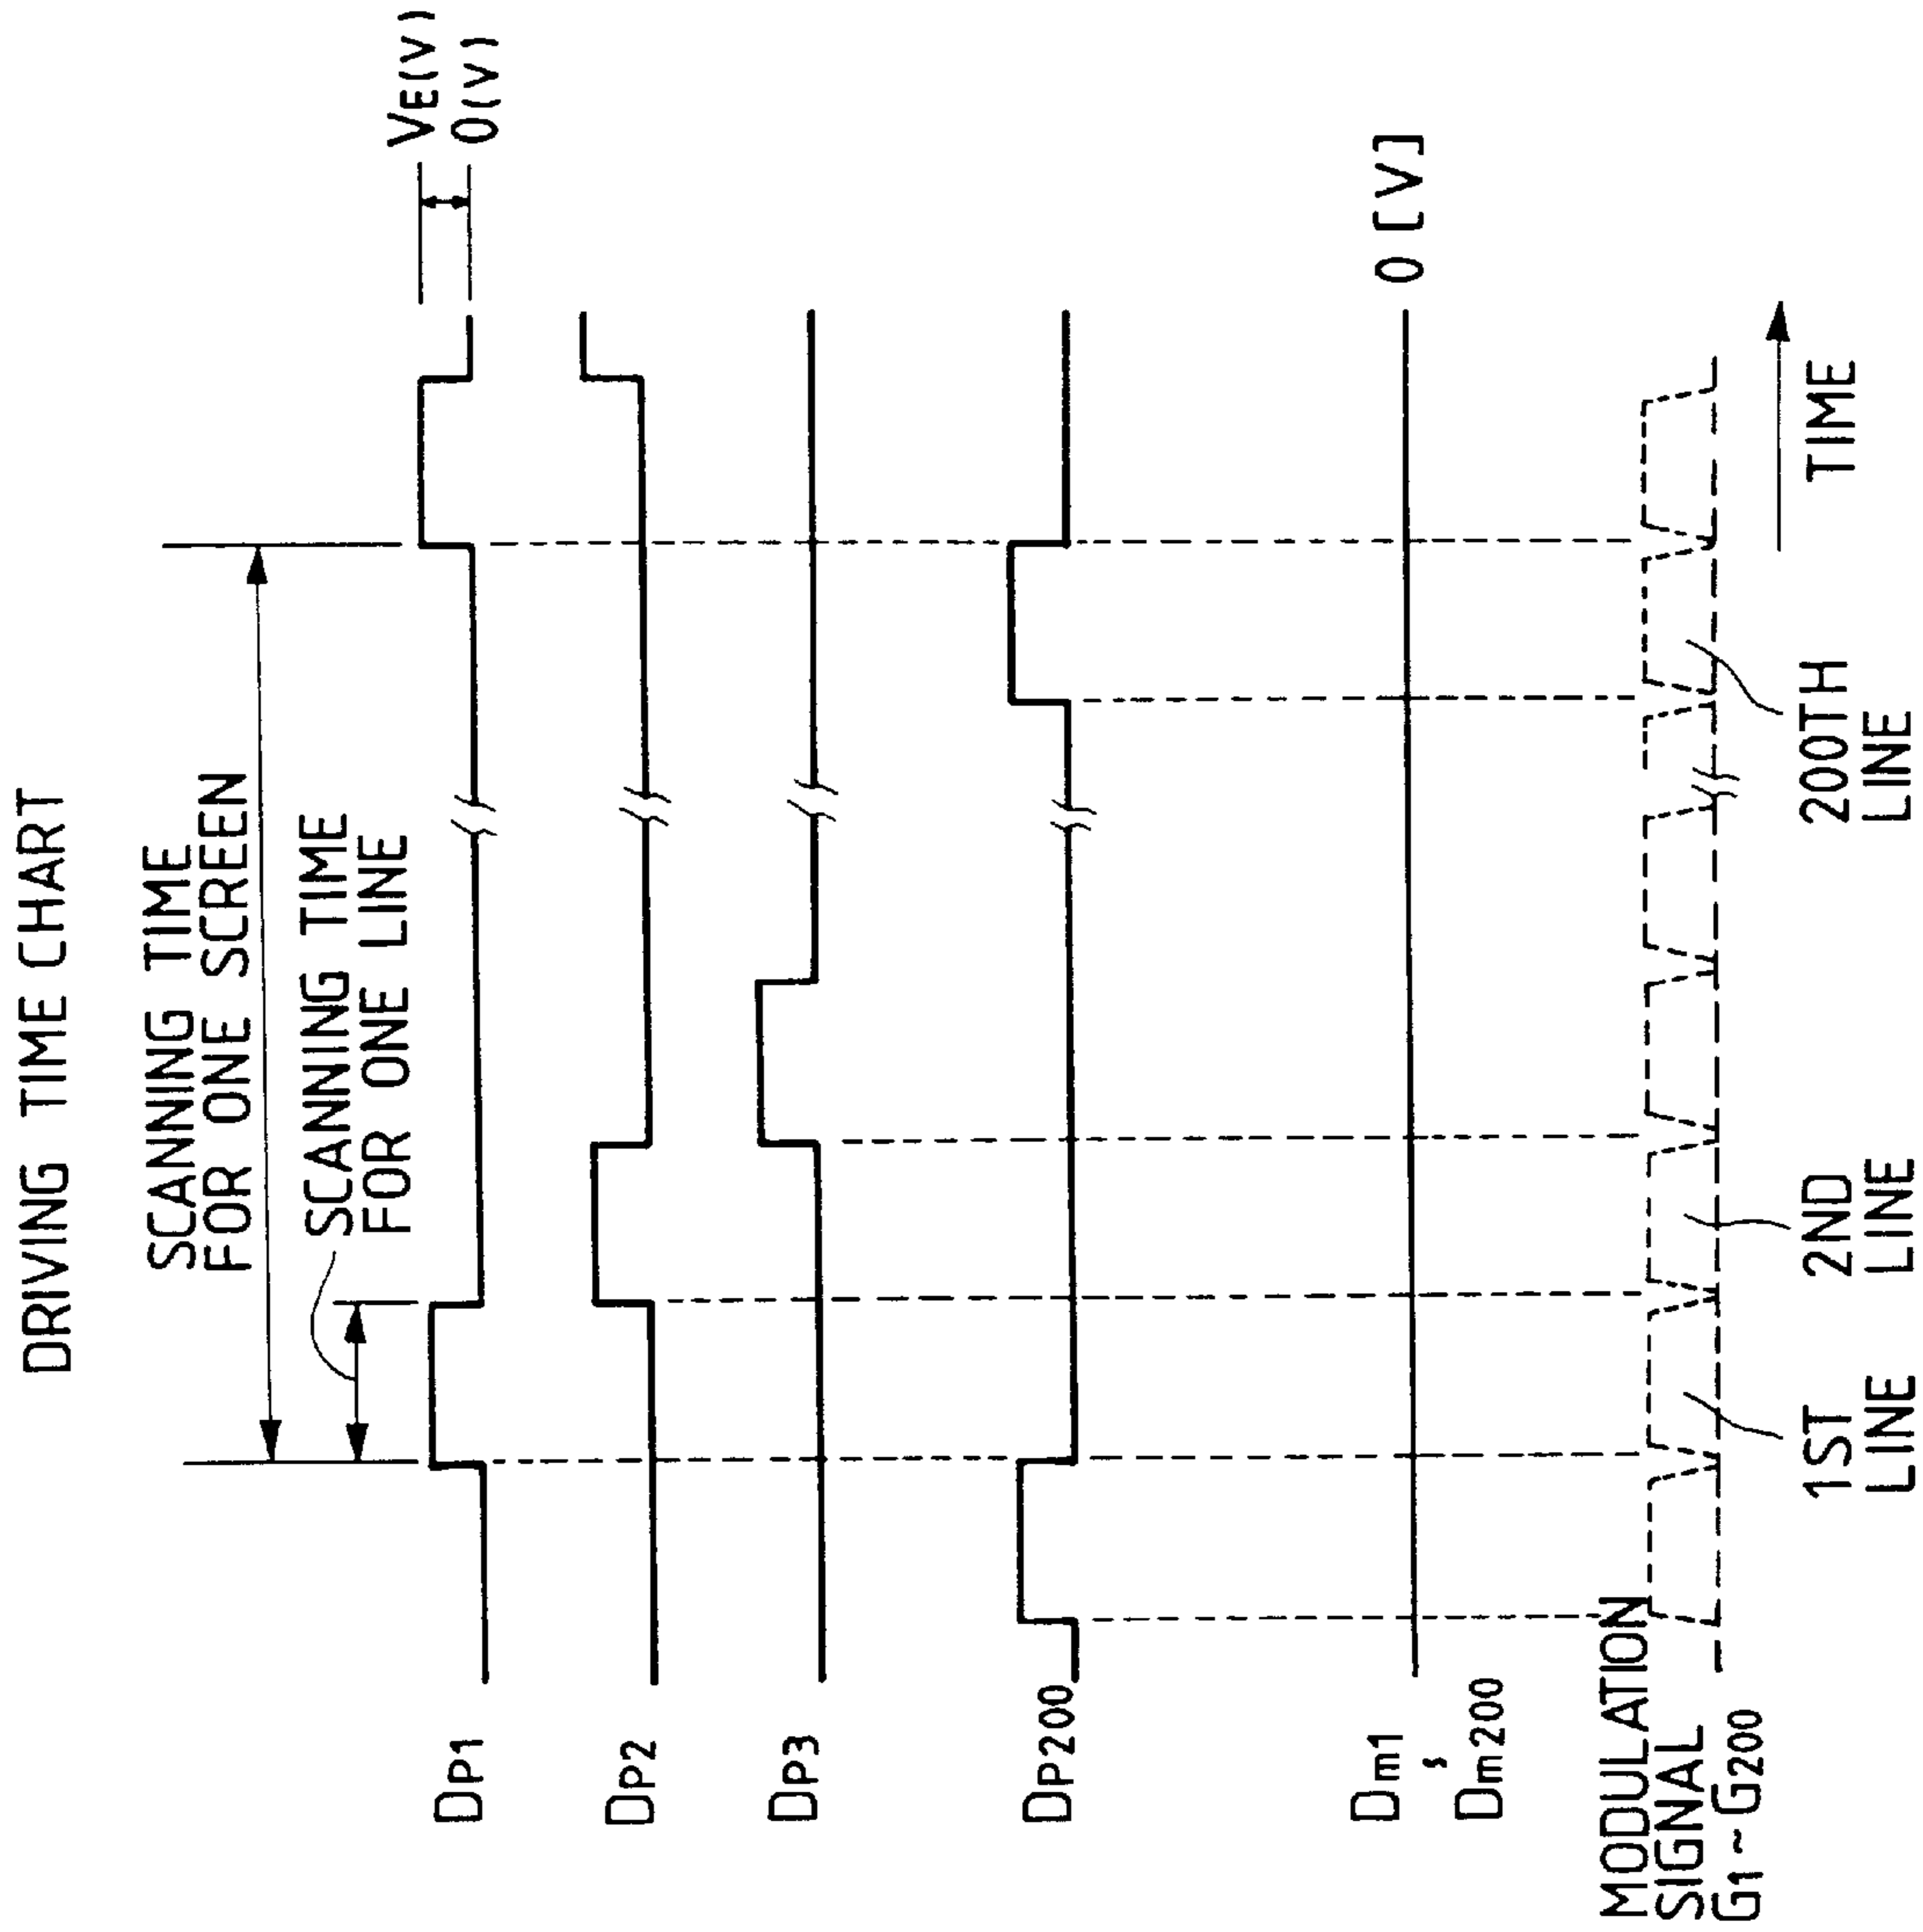 DRIVING TIME CHART
SCANNING TIME
FOR ONE SCREEN
SCANNING TIME
FOR ONE LINE
VE(V)
0(V)
DP1
DP2
DP3
DP200
Dm1
Dm200
0[V]
MODULATION
SIGNAL
G1~G200
1ST
LINE
2ND
LINE
200TH
LINE
TIME